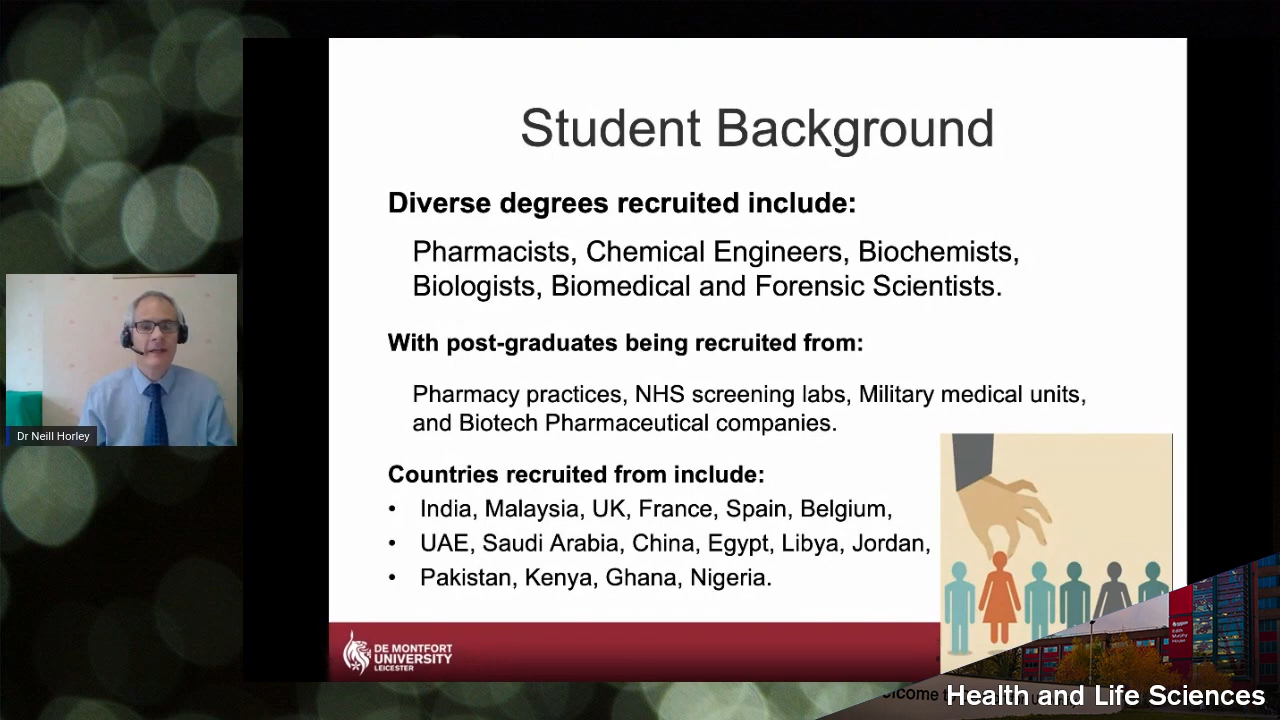 Student Background
Diverse degrees recruited include:
Pharmacists, Chemical Engineers, Biochemists,
Biologists, Biomedical and Forensic Scientists.
With post-graduates being recruited from:
Pharmacy practices, NHS screening labs, Military medical units,
and Biotech Pharmaceutical companies.
Countries recruited from include:
• India, Malaysia, UK, France, Spain, Belgium,
• UAE, Saudi Arabia, China, Egypt, Libya, Jordan,
• Pakistan, Kenya, Ghana, Nigeria.
Dr Neill Horley
DE MONTFORT
UNIVERSITY
LEICESTER
Health and Life Sciences